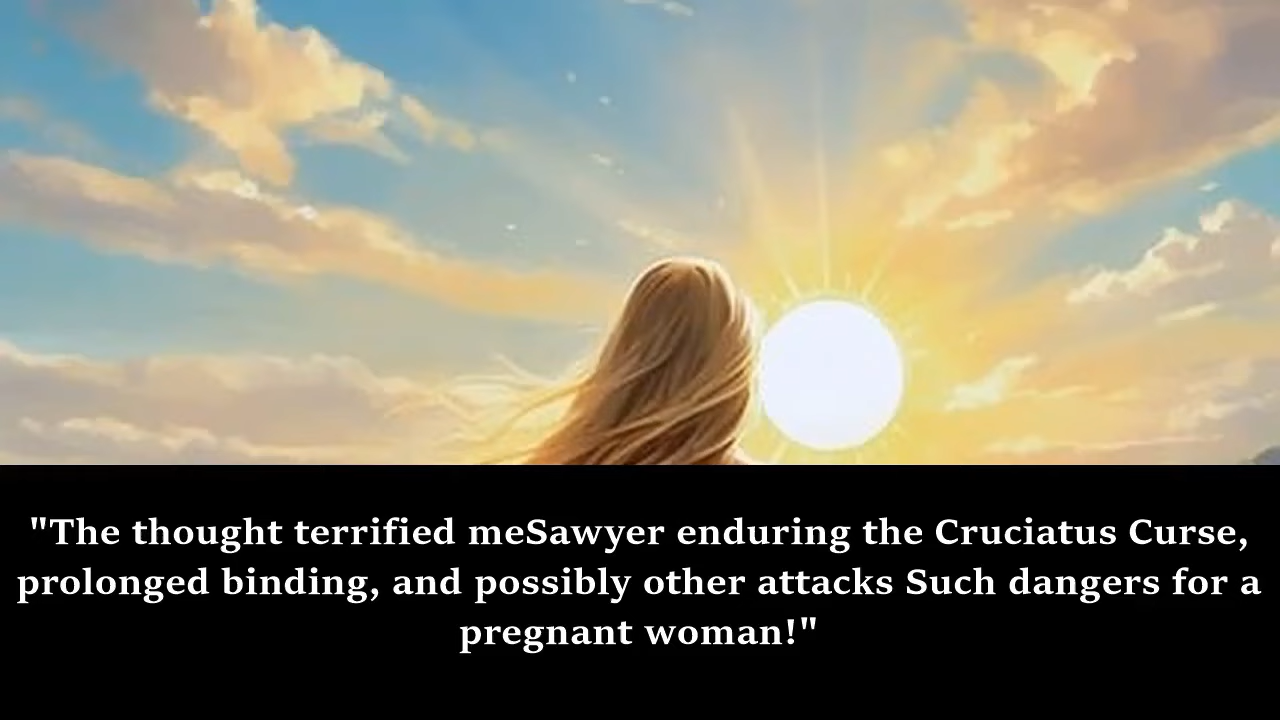 "The thought terrified meSawyer enduring the Cruciatus Curse,
prolonged binding, and possibly other attacks Such dangers for a
pregnant woman!"